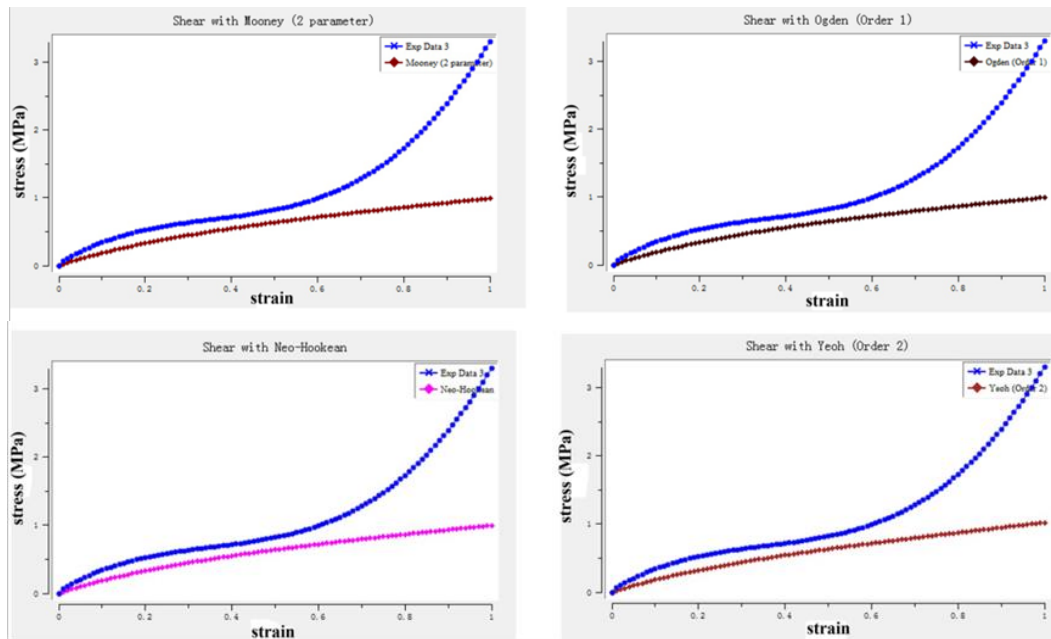 Shear with Mooney (2 parameter)
Exp Data 3
Mooney (2 parameter)
stress (MPa)
3
2
1
0
0 0.2 0.4 0.6 0.8 1
strain
Shear with Ogden (Order 1)
Exp Data 3
Ogden (Order 1)
stress (MPa)
3
2
1
0
0 0.2 0.4 0.6 0.8 1
strain
Shear with Neo-Hookean
Exp Data 3
Neo-Hookean
stress (MPa)
3
2
1
0
0 0.2 0.4 0.6 0.8 1
strain
Shear with Yeoh (Order 2)
Exp Data 3
Yeoh (Order 2)
stress (MPa)
3
2
1
0
0 0.2 0.4 0.6 0.8 1
strain